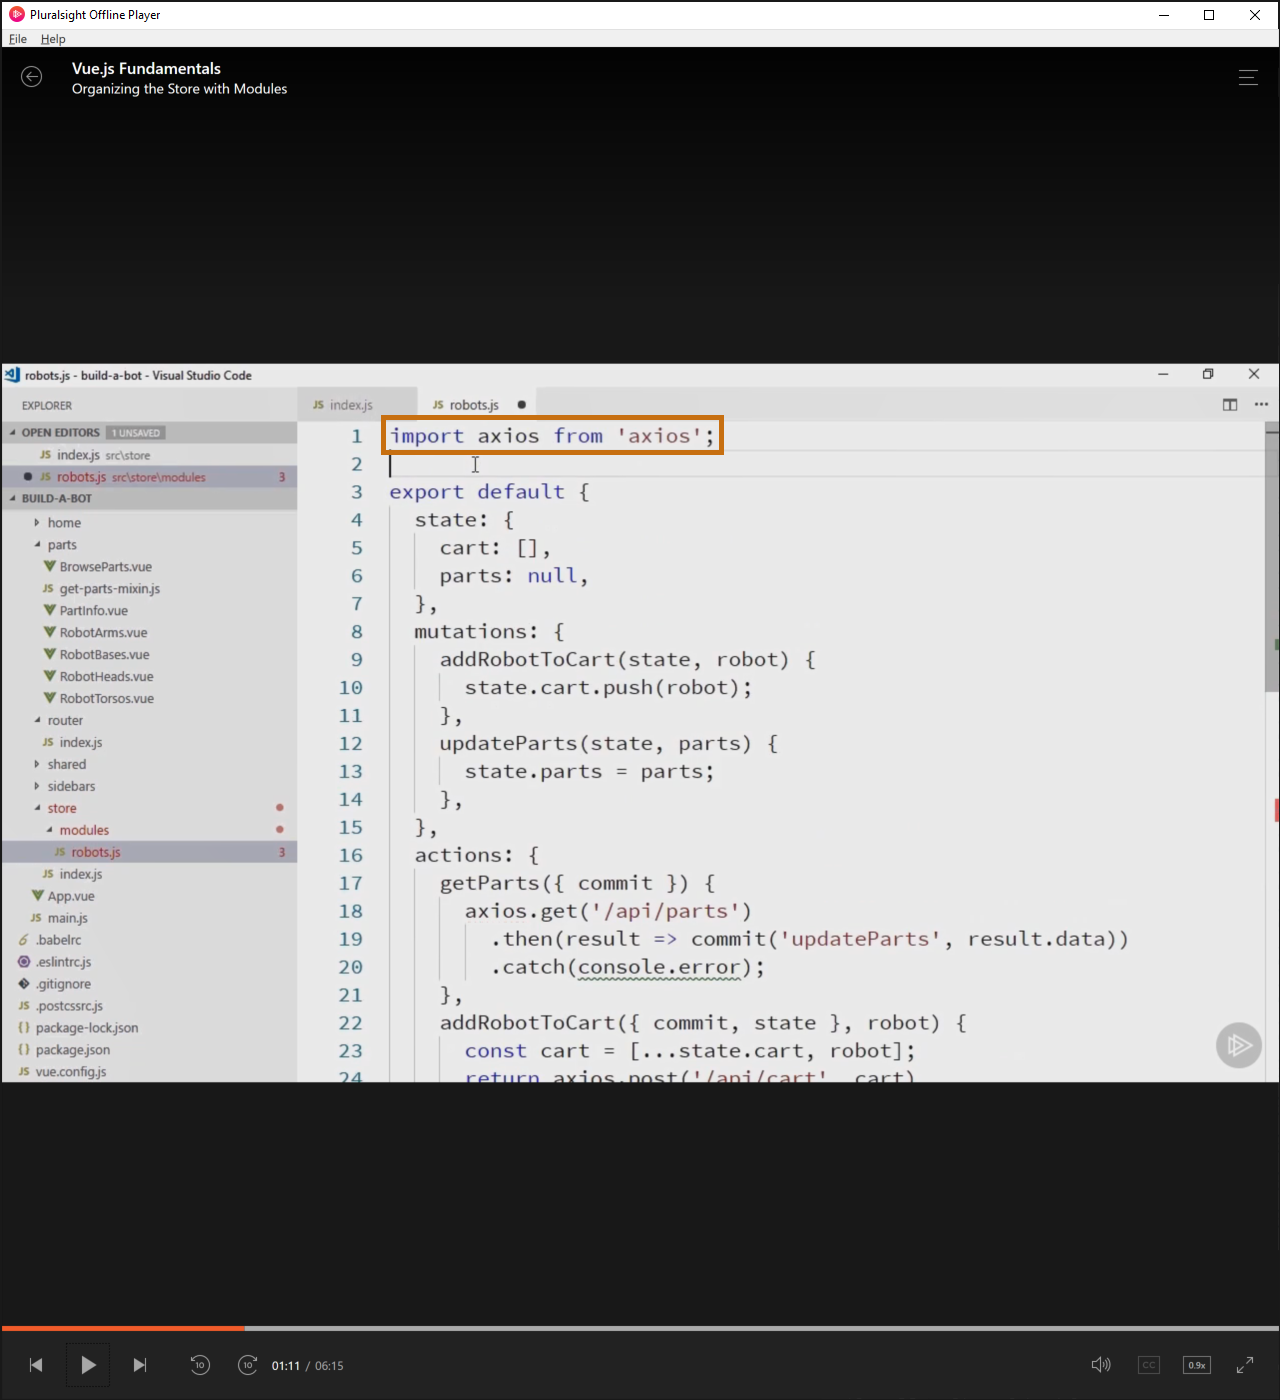 Pluralsight Offline Player
File Help
Vue.js Fundamentals
Organizing the Store with Modules
robots.js - build-a-bot - Visual Studio Code
EXPLORER
OPEN EDITORS 1 UNSAVED
JS index.js src\store
JS robots.js src\store\modules 3
BUILD-A-BOT
home
parts
BrowseParts.vue
JS get-parts-mixin.js
PartInfo.vue
RobotArms.vue
RobotBases.vue
RobotHeads.vue
RobotTorsos.vue
router
JS index.js
shared
sidebars
store
modules
JS robots.js 3
JS index.js
App.vue
JS main.js
.babelrc
.eslintrc.js
.gitignore
JS .postcssrc.js
{} package-lock.json
{} package.json
JS vue.config.js
JS index.js JS robots.js
1 import axios from 'axios';
2
3 export default {
4 state: {
5 cart: [],
6 parts: null,
7 },
8 mutations: {
9 addRobotToCart(state, robot) {
10 state.cart.push(robot);
11 },
12 updateParts(state, parts) {
13 state.parts = parts;
14 },
15 },
16 actions: {
17 getParts({ commit }) {
18 axios.get('/api/parts')
19 .then(result => commit('updateParts', result.data))
20 .catch(console.error);
21 },
22 addRobotToCart({ commit, state }, robot) {
23 const cart = [...state.cart, robot];
24 return axios.post('/api/cart', cart)
10 10 01:11 / 06:15 CC 0.9x